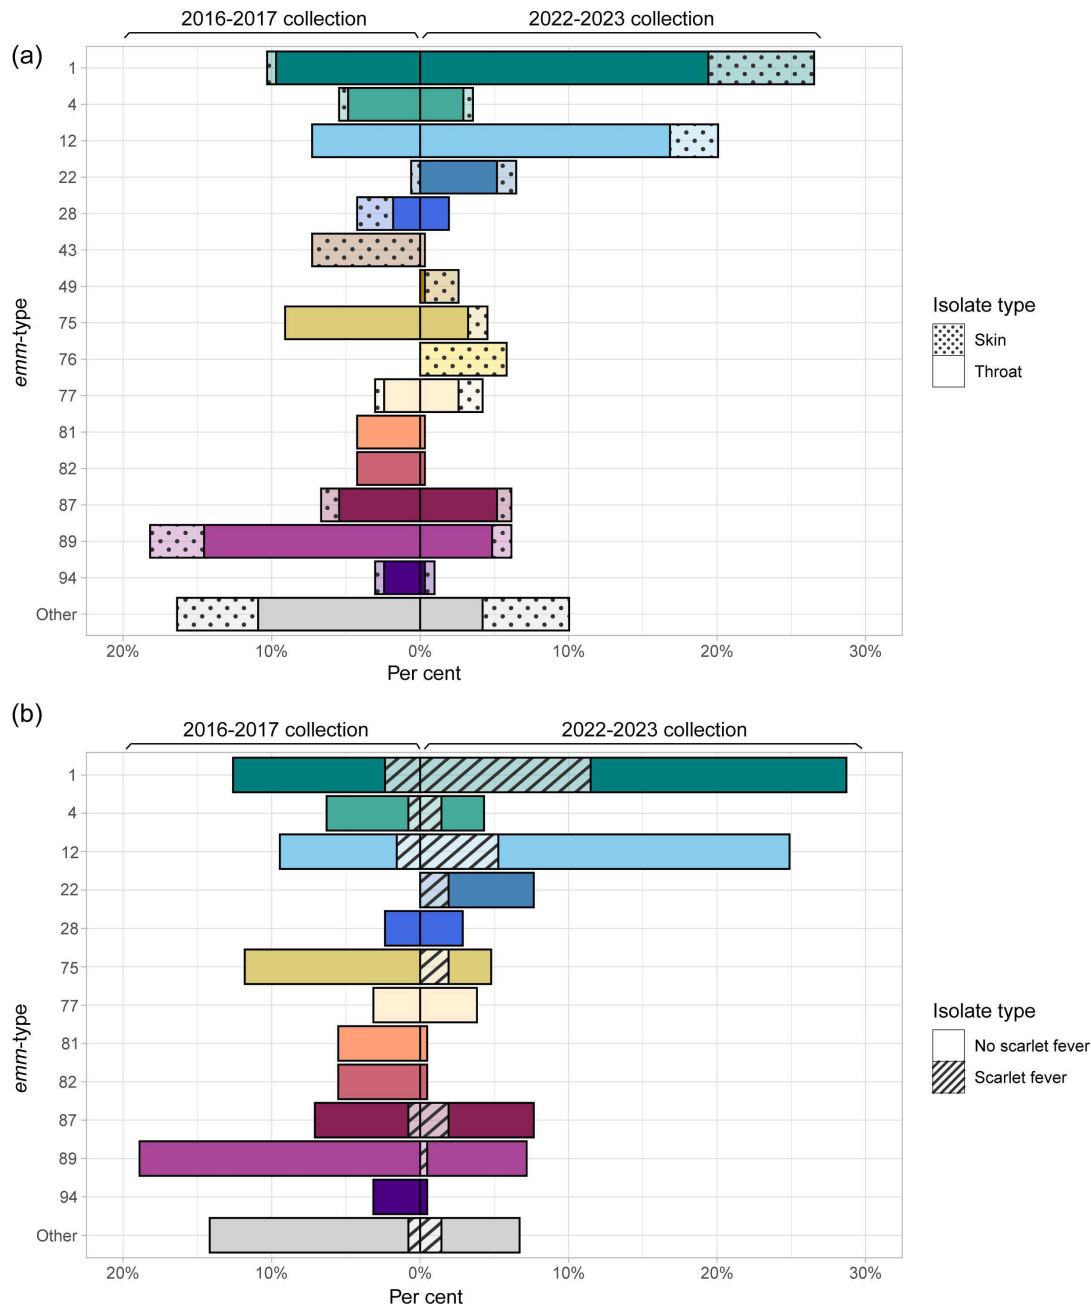 2016-2017 collection
2022-2023 collection
(a)
1
4
12
22
28
43
49
75
76
77
81
82
87
89
94
Other
emm-type
20%
10%
0%
10%
20%
30%
Per cent
Isolate type
Skin
Throat
(b)
2016-2017 collection
2022-2023 collection
1
4
12
22
28
75
77
81
82
87
89
94
Other
emm-type
20%
10%
0%
10%
20%
30%
Per cent
Isolate type
No scarlet fever
Scarlet fever